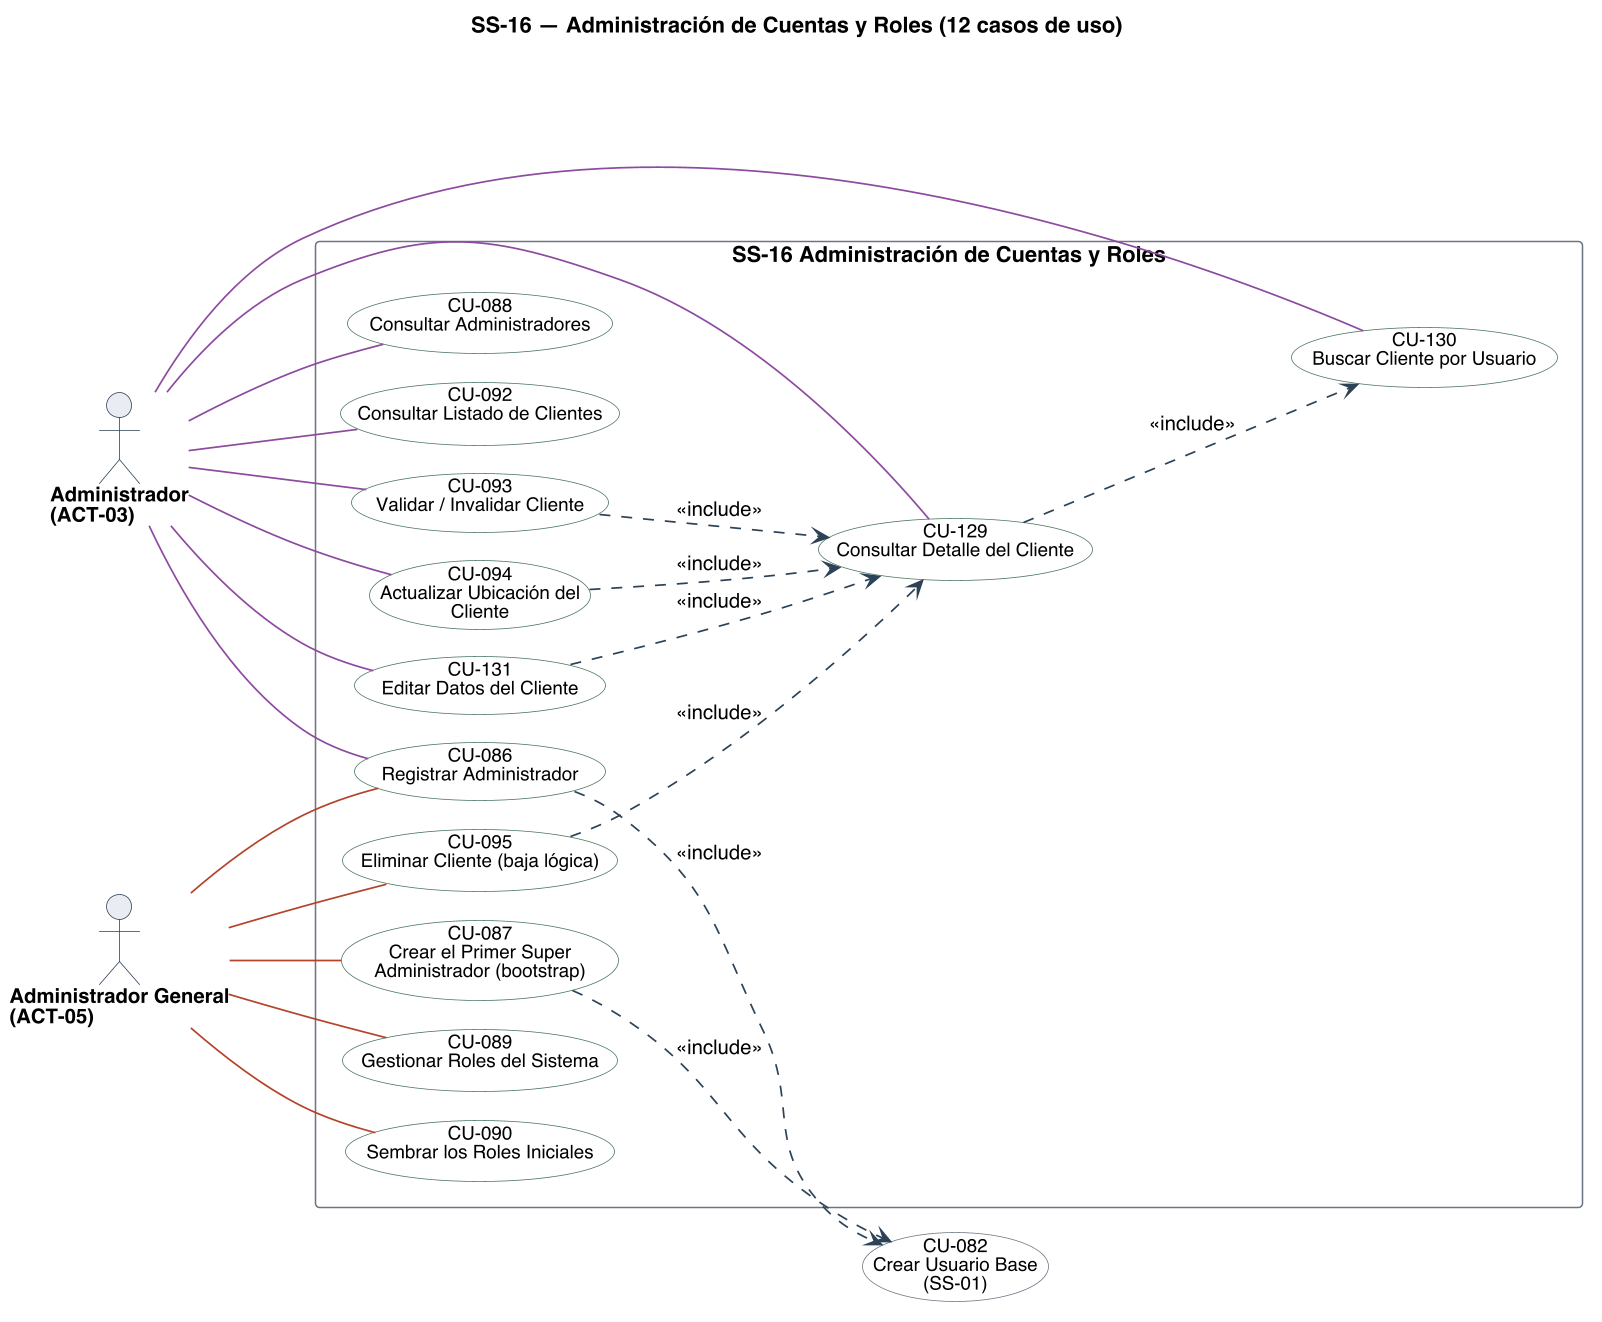 SS-16 — Administración de Cuentas y Roles (12 casos de uso)
SS-16 Administración de Cuentas y Roles
CU-088
Consultar Administradores
CU-130
Buscar Cliente por Usuario
CU-092
Consultar Listado de Clientes
«include»
Administrador
(ACT-03)
CU-093
Validar / Invalidar Cliente
«include»
CU-129
Consultar Detalle del Cliente
CU-094
Actualizar Ubicación del
Cliente
«include»
«include»
CU-131
Editar Datos del Cliente
«include»
CU-086
Registrar Administrador
CU-095
Eliminar Cliente (baja lógica)
«include»
CU-087
Crear el Primer Super
Administrador (bootstrap)
Administrador General
(ACT-05)
«include»
CU-089
Gestionar Roles del Sistema
CU-090
Sembrar los Roles Iniciales
CU-082
Crear Usuario Base
(SS-01)